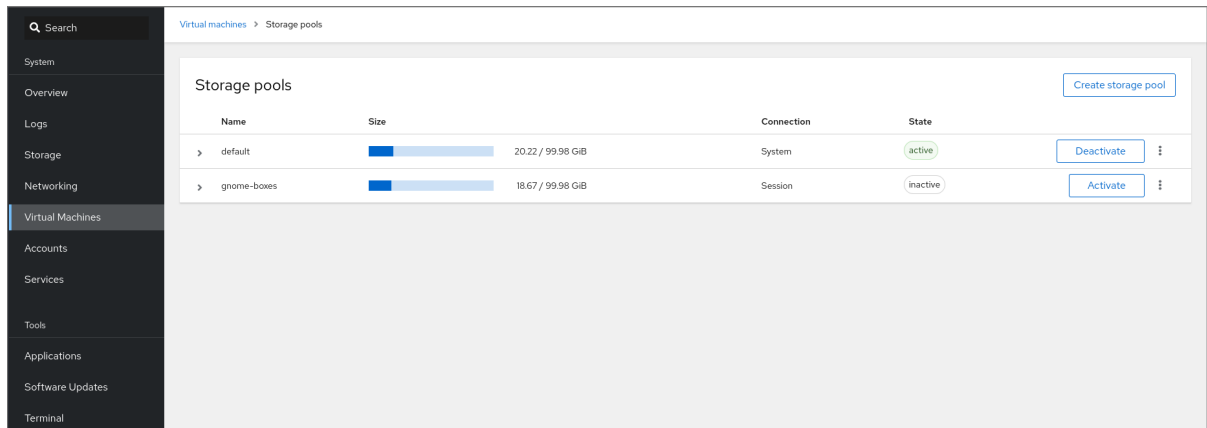 Search
System
Overview
Logs
Storage
Networking
Virtual Machines
Accounts
Services
Tools
Applications
Software Updates
Terminal
Virtual machines > Storage pools
Storage pools
Create storage pool
Name Size Connection State
default 20.22 / 99.98 GiB System active Deactivate
gnome-boxes 18.67 / 99.98 GiB Session inactive Activate